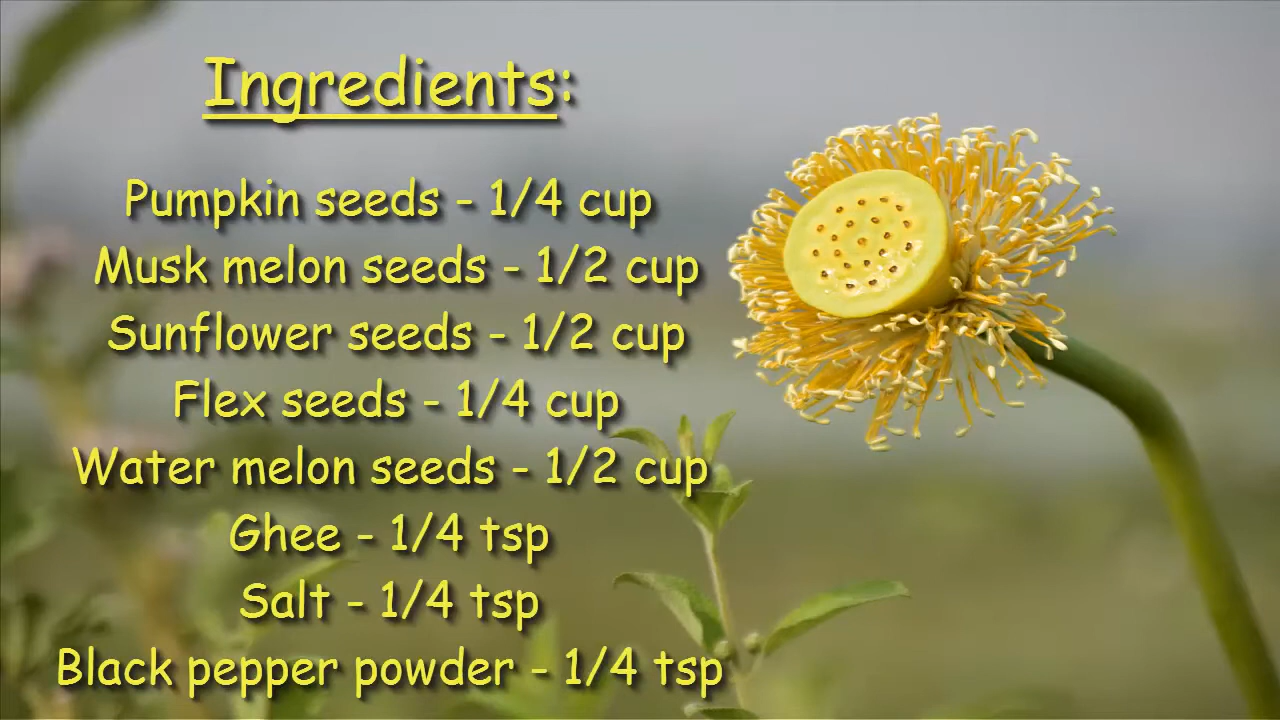 Ingredients:
Pumpkin seeds - 1/4 cup
Musk melon seeds - 1/2 cup
Sunflower seeds - 1/2 cup
Flex seeds - 1/4 cup
Water melon seeds - 1/2 cup
Ghee - 1/4 tsp
Salt - 1/4 tsp
Black pepper powder - 1/4 tsp